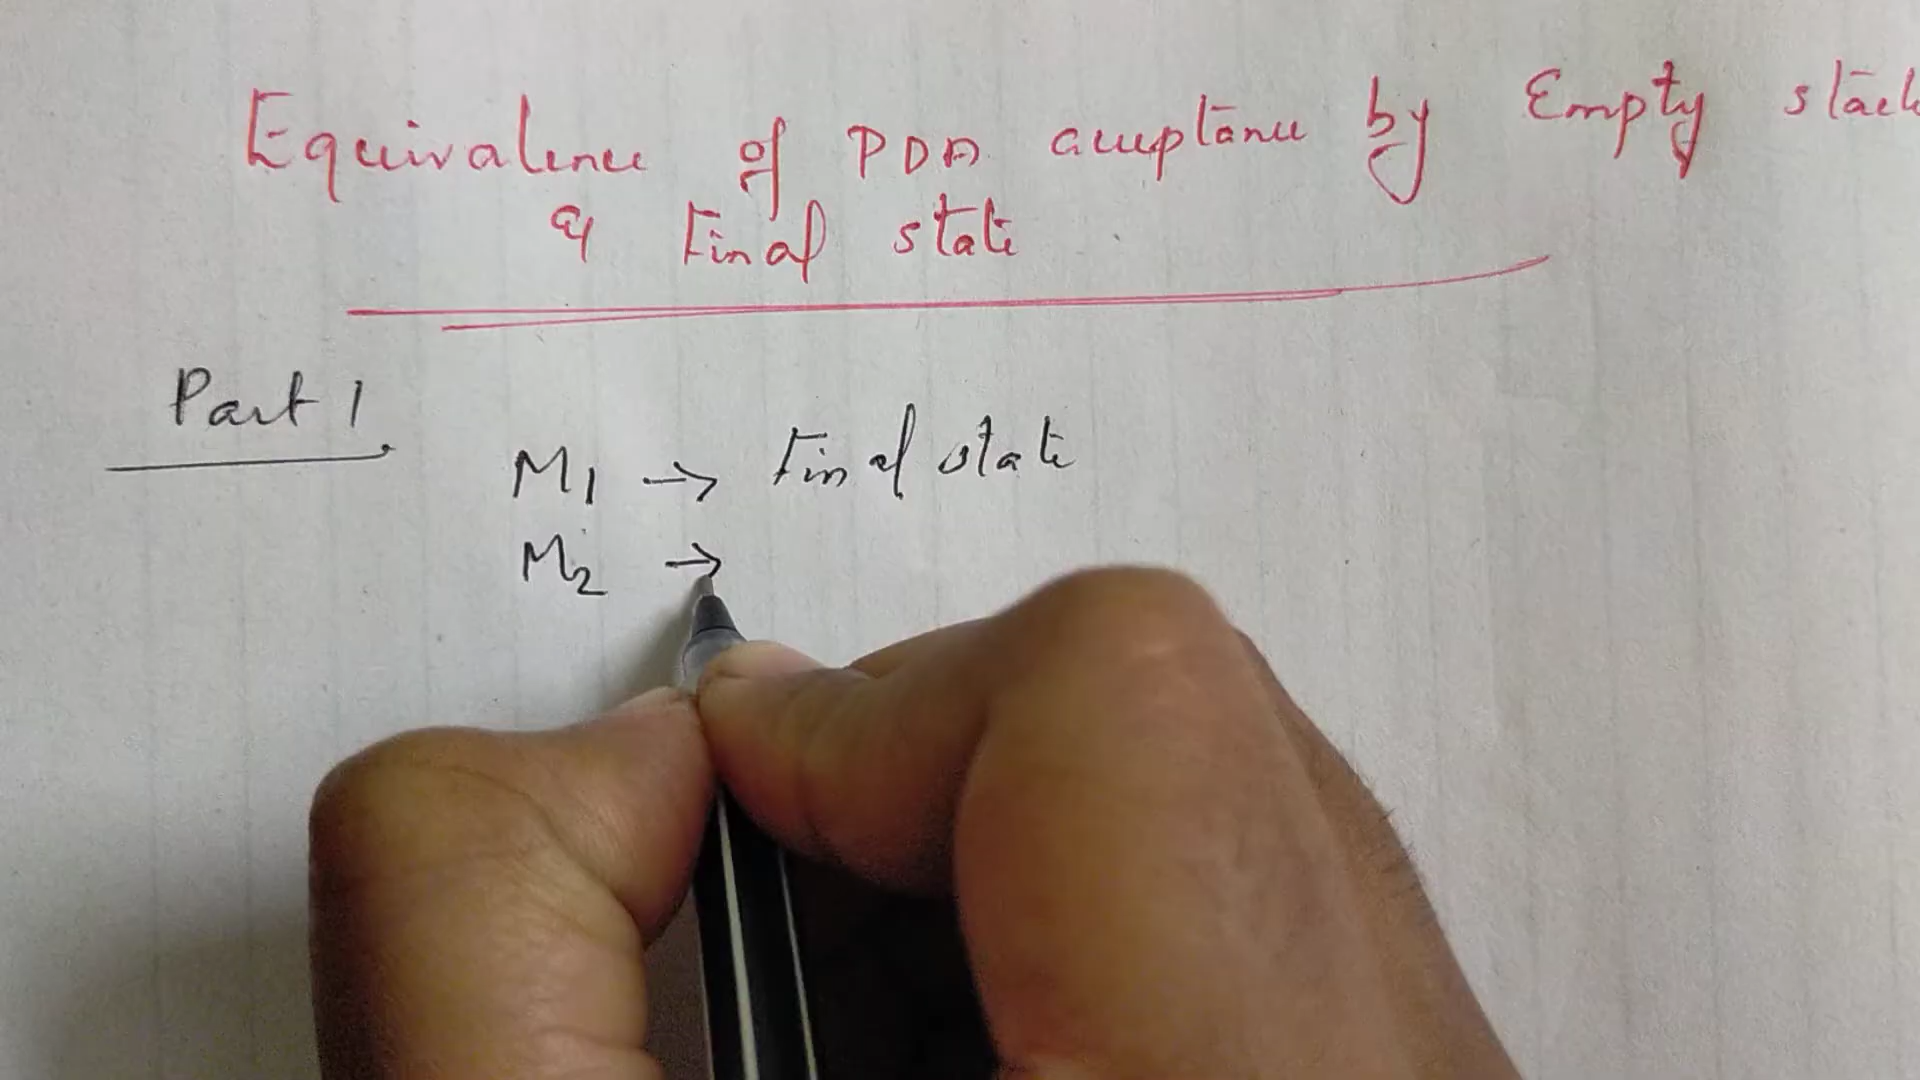 Equivalence of PDA acceptance by Empty stack
& Final state
Part 1.
M1 → Final state
M2 →